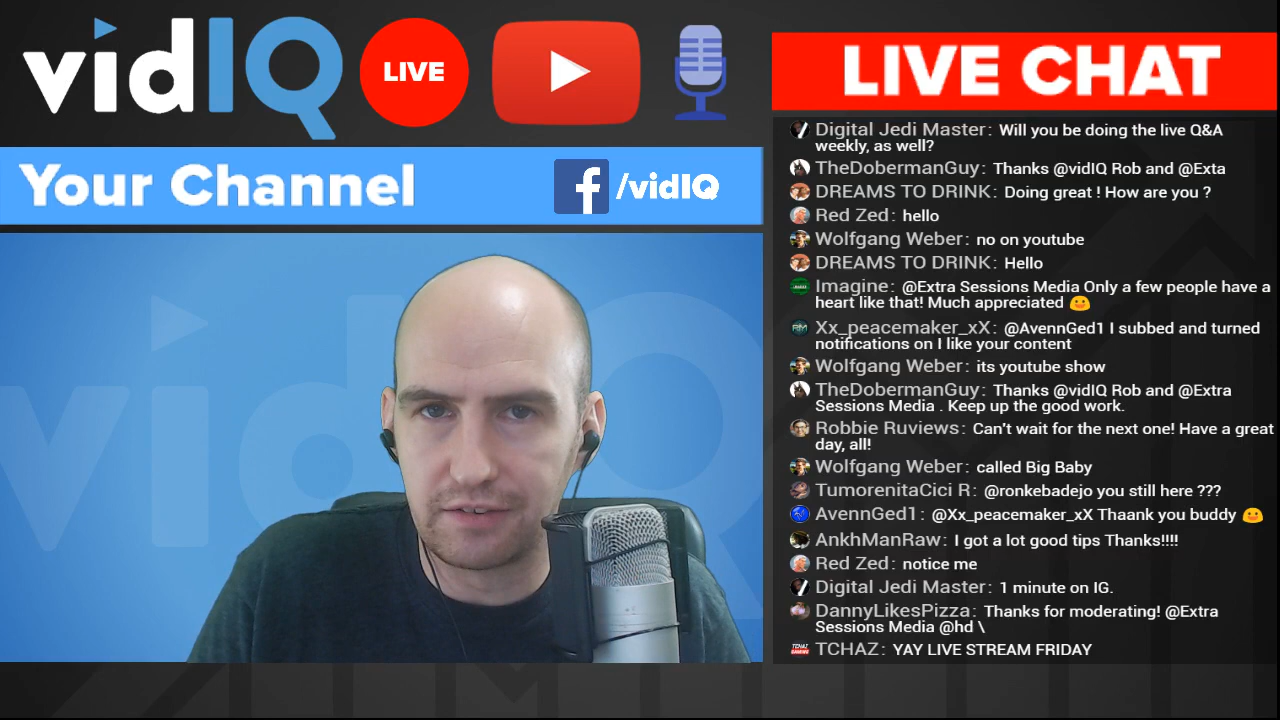 vidIQ
LIVE
Your Channel
/vidIQ
vidIQ
LIVE CHAT
Digital Jedi Master: Will you be doing the live Q&A
weekly, as well?
TheDobermanGuy: Thanks @vidIQ Rob and @Exta
DREAMS TO DRINK: Doing great ! How are you ?
Red Zed: hello
Wolfgang Weber: no on youtube
DREAMS TO DRINK: Hello
Imagine: @Extra Sessions Media Only a few people have a
heart like that! Much appreciated
Xx_peacemaker_xX: @AvennGed1 I subbed and turned
notifications on I like your content
Wolfgang Weber: its youtube show
TheDobermanGuy: Thanks @vidIQ Rob and @Extra
Sessions Media . Keep up the good work.
Robbie Ruviews: Can't wait for the next one! Have a great
day, all!
Wolfgang Weber: called Big Baby
TumorenitaCici R: @ronkebadejo you still here ???
AvennGed1: @Xx_peacemaker_xX Thaank you buddy
AnkhManRaw: I got a lot good tips Thanks!!!!
Red Zed: notice me
Digital Jedi Master: 1 minute on IG.
DannyLikesPizza: Thanks for moderating! @Extra
Sessions Media @hd \
TCHAZ: YAY LIVE STREAM FRIDAY